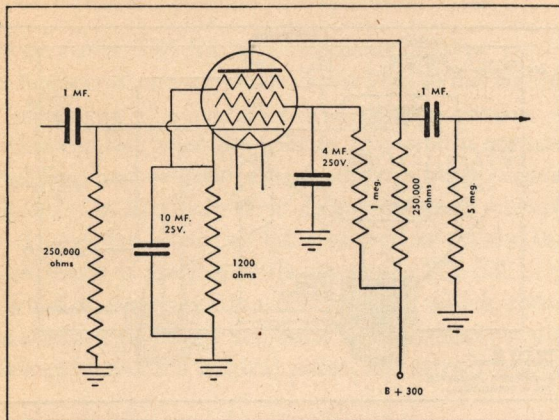 1 MF.
.1 MF.
4 MF.
250V.
1 meg.
250,000
ohms
5 meg.
10 MF.
25V.
250,000
ohms
1200
ohms
B + 300